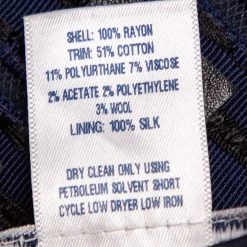 SHELL: 100% RAYON
TRIM: 51% COTTON
11% POLYURTHANE 7% VISCOSE
2% ACETATE 2% POLYETHYLENE
3% WOOL
LINING: 100% SILK
DRY CLEAN ONLY USING
PETROLEUM SOLVENT SHORT
CYCLE LOW DRYER LOW IRON